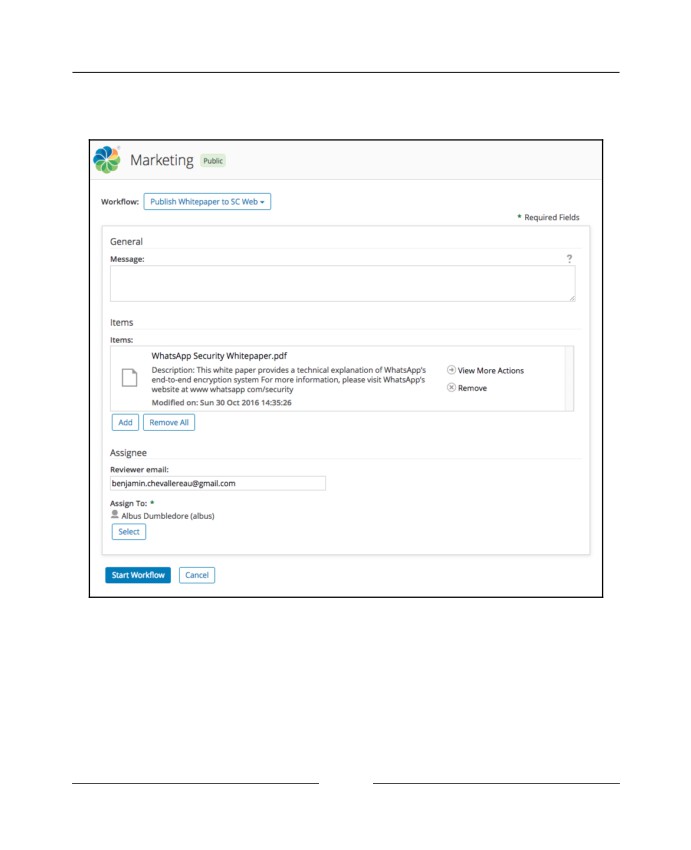 Marketing Public
Workflow: Publish Whitepaper to SC Web
* Required Fields
General
Message: ?
Items
Items:
WhatsApp Security Whitepaper.pdf
Description: This white paper provides a technical explanation of WhatsApp's
end-to-end encryption system For more information, please visit WhatsApp's
website at www whatsapp com/security
Modified on: Sun 30 Oct 2016 14:35:26
View More Actions
Remove
Add Remove All
Assignee
Reviewer email:
benjamin.chevallereau@gmail.com
Assign To: *
Albus Dumbledore (albus)
Select
Start Workflow Cancel